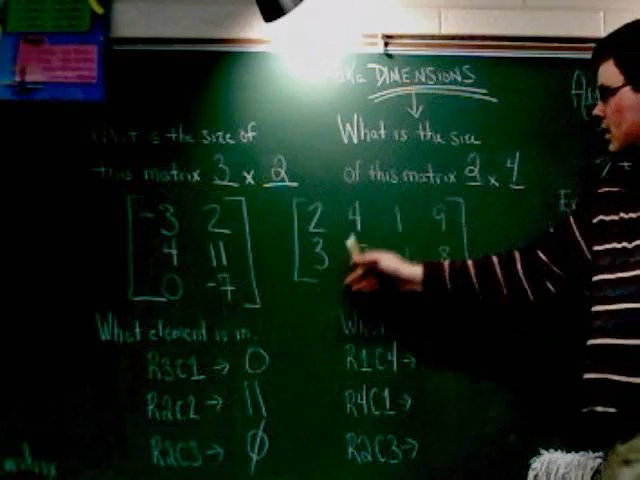 DIMENSIONS
is the size of
this matrix 3 x 2
-3 2
4 11
0 -7
What element is in
R3C1 → 0
R2C2 → 11
R2C3 → Ø
What is the size
of this matrix 2 x 4
2 4 1 9
3 8
R1C4→
R4C1→
R2C3→